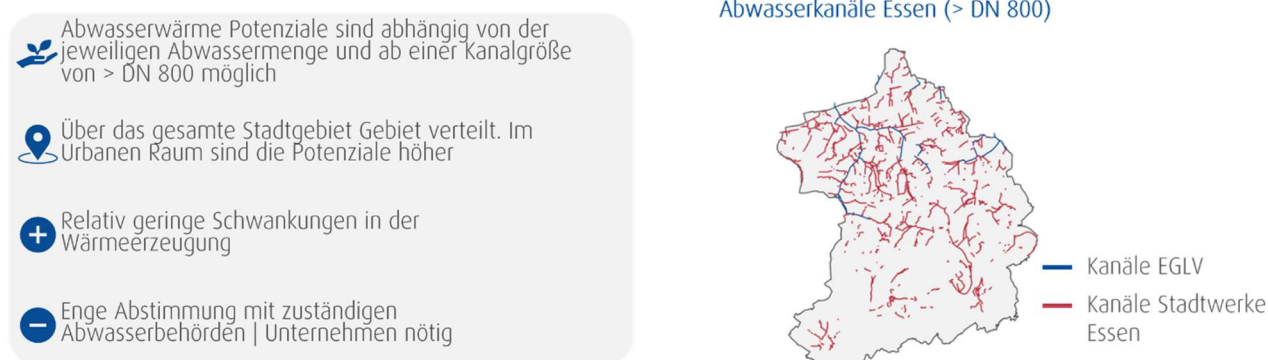 Abwasserwärme Potenziale sind abhängig von der
jeweiligen Abwassermenge und ab einer Kanalgröße
von > DN 800 möglich
Über das gesamte Stadtgebiet Gebiet verteilt. Im
Urbanen Raum sind die Potenziale höher
Relativ geringe Schwankungen in der
Wärmeerzeugung
Enge Abstimmung mit zuständigen
Abwasserbehörden | Unternehmen nötig
Abwasserkanäle Essen (> DN 800)
Kanäle EGLV
Kanäle Stadtwerke
Essen